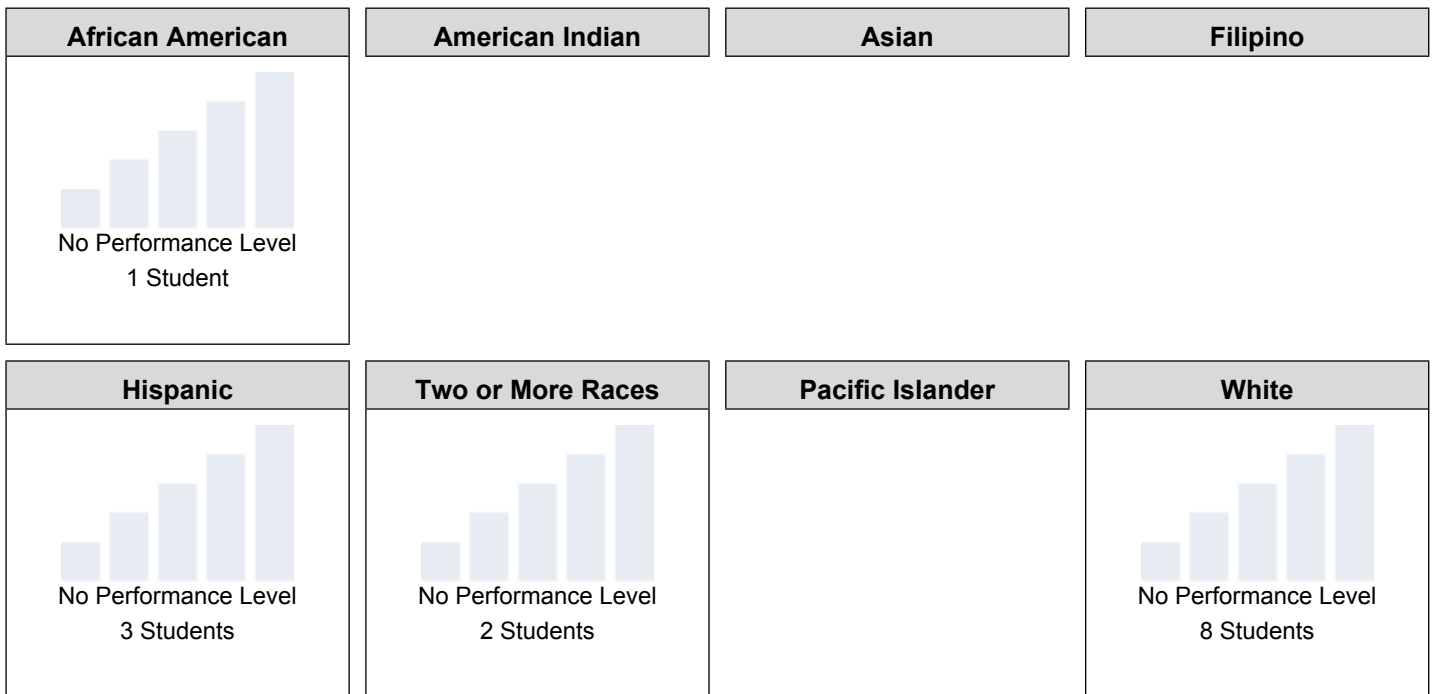 African American
American Indian
Asian
Filipino
No Performance Level
1 Student
Hispanic
Two or More Races
Pacific Islander
White
No Performance Level
3 Students
No Performance Level
2 Students
No Performance Level
8 Students